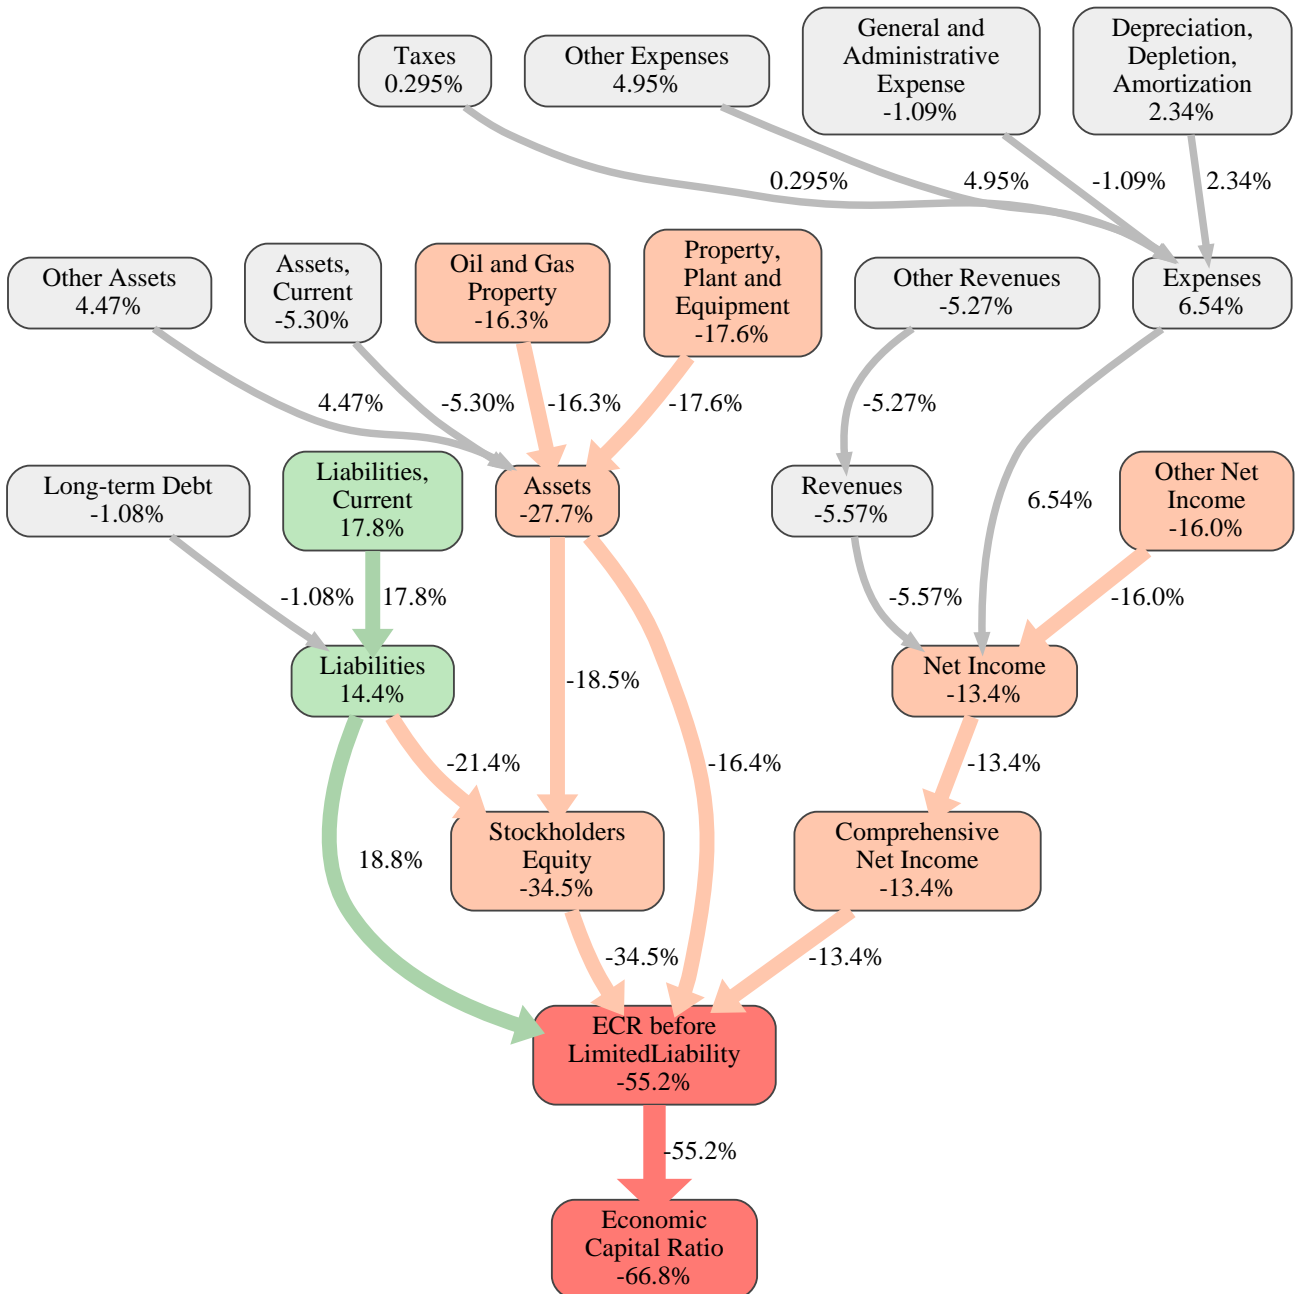 Taxes
0.295%
Other Expenses
4.95%
General and
Administrative
Expense
-1.09%
Depreciation,
Depletion,
Amortization
2.34%
0.295%
4.95%
-1.09%
2.34%
Other Assets
4.47%
Assets,
Current
-5.30%
Oil and Gas
Property
-16.3%
Property,
Plant and
Equipment
-17.6%
Other Revenues
-5.27%
Expenses
6.54%
4.47%
-5.30%
-16.3%
-17.6%
-5.27%
6.54%
Long-term Debt
-1.08%
Liabilities,
Current
17.8%
Assets
-27.7%
Revenues
-5.57%
Other Net
Income
-16.0%
-1.08%
17.8%
-5.57%
-16.0%
Liabilities
14.4%
-18.5%
Net Income
-13.4%
-21.4%
-16.4%
-13.4%
18.8%
Stockholders
Equity
-34.5%
Comprehensive
Net Income
-13.4%
-34.5%
-13.4%
ECR before
LimitedLiability
-55.2%
-55.2%
Economic
Capital Ratio
-66.8%